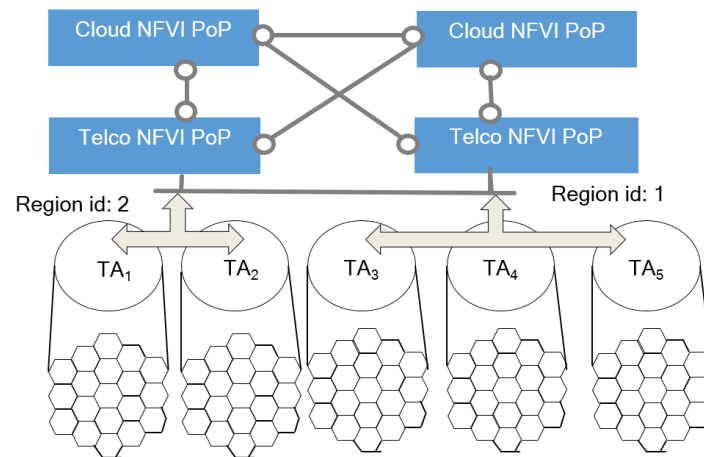 Cloud NFVI PoP
Cloud NFVI PoP
Telco NFVI PoP
Telco NFVI PoP
Region id: 2
Region id: 1
TA₁
TA₂
TA₃
TA₄
TA₅